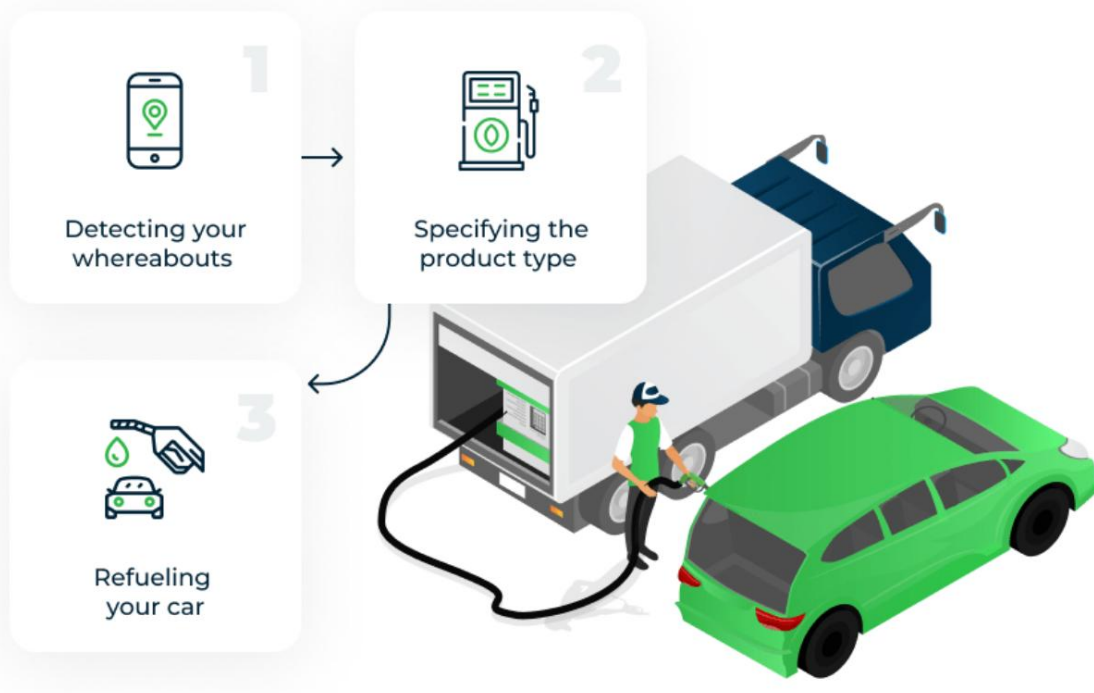 1
Detecting your
whereabouts
2
Specifying the
product type
3
Refueling
your car